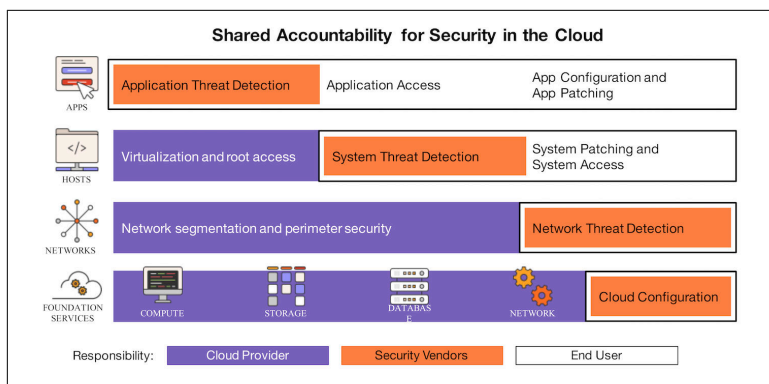 Shared Accountability for Security in the Cloud
APPS
Application Threat Detection
Application Access
App Configuration and
App Patching
</>
HOSTS
Virtualization and root access
System Threat Detection
System Patching and
System Access
NETWORKS
Network segmentation and perimeter security
Network Threat Detection
FOUNDATION
SERVICES
COMPUTE
STORAGE
DATABAS
E
NETWORK
Cloud Configuration
Responsibility:
Cloud Provider
Security Vendors
End User